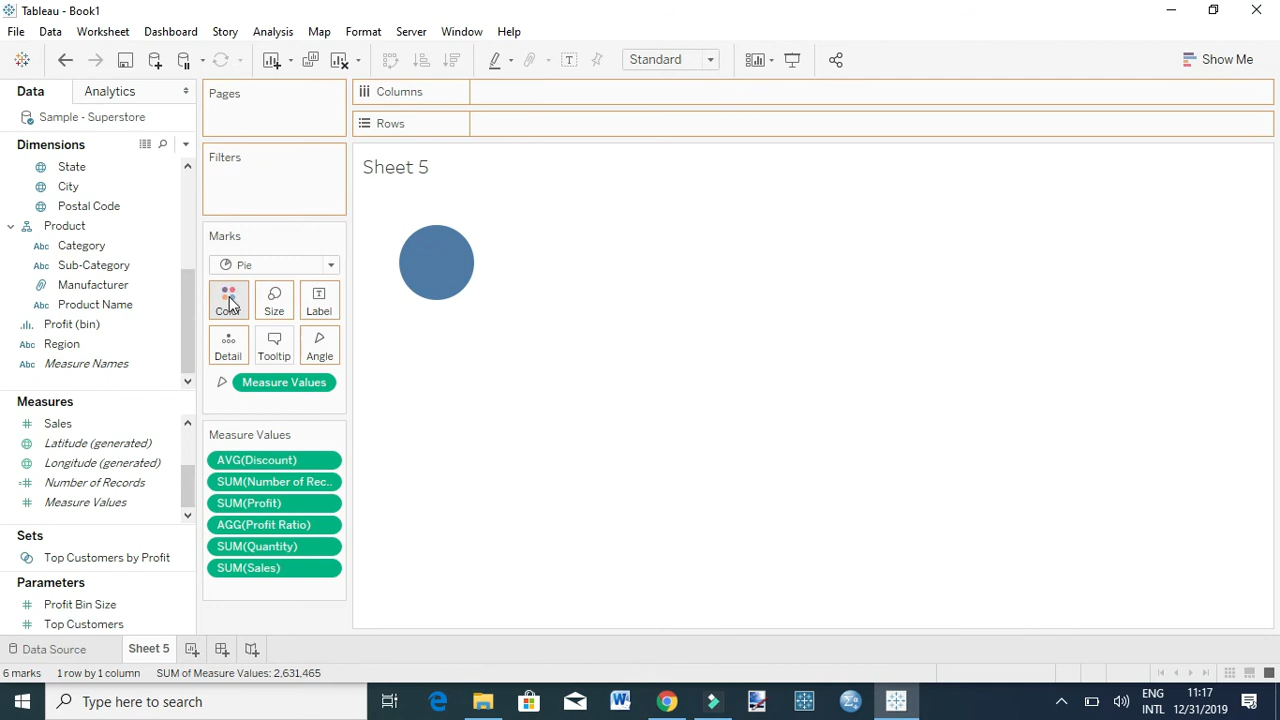 Tableau - Book1
File Data Worksheet Dashboard Story Analysis Map Format Server Window Help
Standard
Show Me
Data Analytics
Sample - Superstore
Dimensions
State
City
Postal Code
Product
Abc Category
Abc Sub-Category
Manufacturer
Abc Product Name
Profit (bin)
Abc Region
Abc Measure Names
Measures
Sales
Latitude (generated)
Longitude (generated)
Number of Records
Measure Values
Sets
Top Customers by Profit
Parameters
Profit Bin Size
Top Customers
Pages
Filters
Marks
Pie
Color Size Label
Detail Tooltip Angle
Measure Values
Measure Values
AVG(Discount)
SUM(Number of Rec..
SUM(Profit)
AGG(Profit Ratio)
SUM(Quantity)
SUM(Sales)
Columns
Rows
Sheet 5
Data Source Sheet 5
6 marks 1 row by 1 column SUM of Measure Values: 2,631,465
Type here to search
ENG
INTL
11:17
12/31/2019